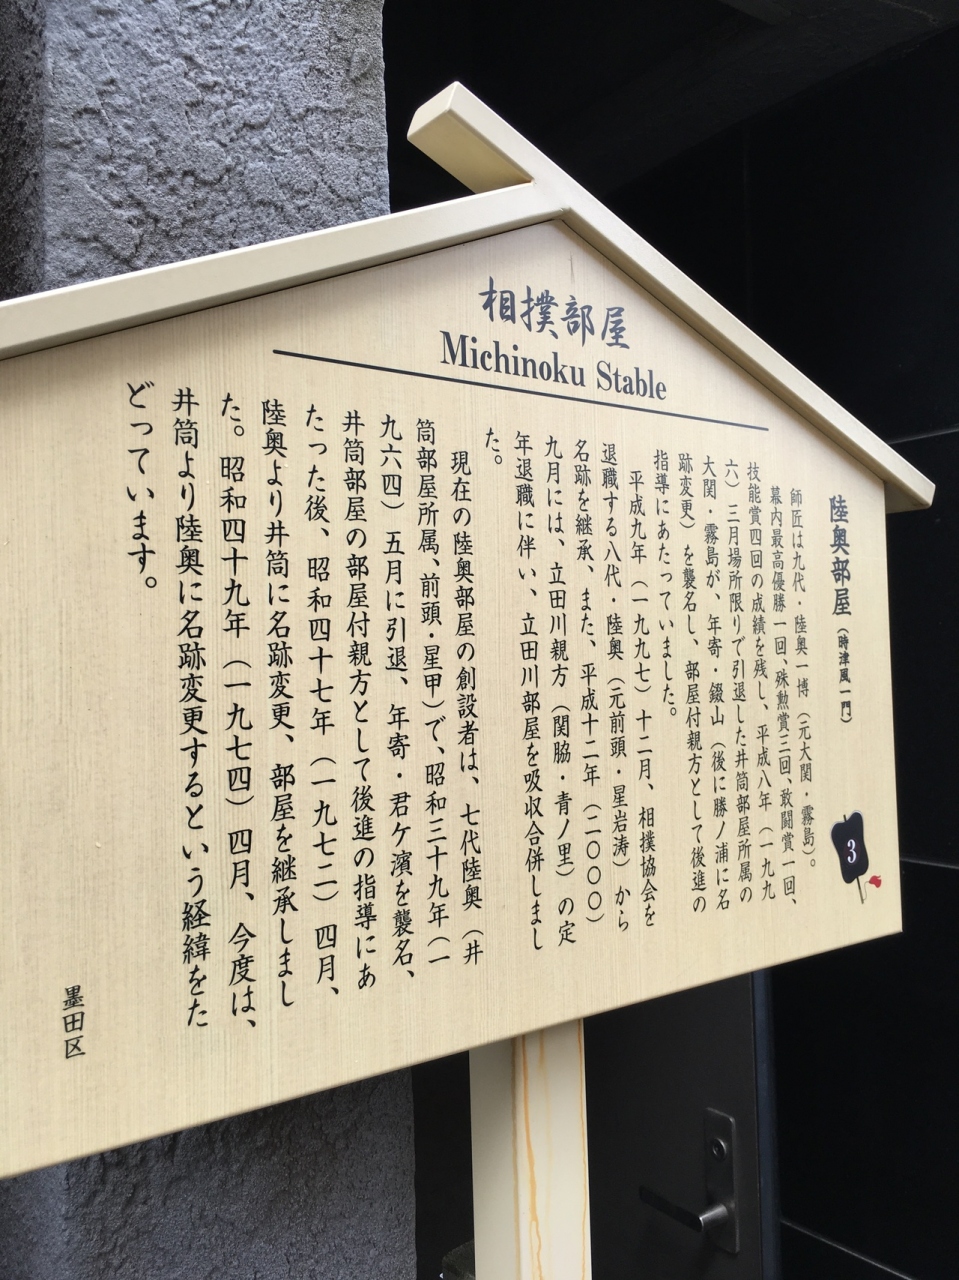 相撲部屋
Michinoku Stable
陸奥部屋（時津風一門）
3
師匠は九代・陸奥一博（元大関・霧島）。
幕内最高優勝一回、殊勲賞三回、敢闘賞一回、
技能賞四回の成績を残し、平成八年（一九九
六）三月場所限りで引退した井筒部屋所属の
大関・霧島が、年寄・錣山（後に勝ノ浦に名
跡変更）を襲名し、部屋付親方として後進の
指導にあたっていました。
平成九年（一九九七）十二月、相撲協会を
退職する八代・陸奥（元前頭・星岩涛）から
名跡を継承、また、平成十二年（二〇〇〇）
九月には、立田川親方（関脇・青ノ里）の定
年退職に伴い、立田川部屋を吸収合併しまし
た。
現在の陸奥部屋の創設者は、七代陸奥（井
筒部屋所属、前頭・星甲）で、昭和三十九年（一
九六四）五月に引退、年寄・君ケ濱を襲名、
井筒部屋の部屋付親方として後進の指導にあ
たった後、昭和四十七年（一九七二）四月、
陸奥より井筒に名跡変更、部屋を継承しまし
た。昭和四十九年（一九七四）四月、今度は、
井筒より陸奥に名跡変更するという経緯をた
どっています。
墨田区